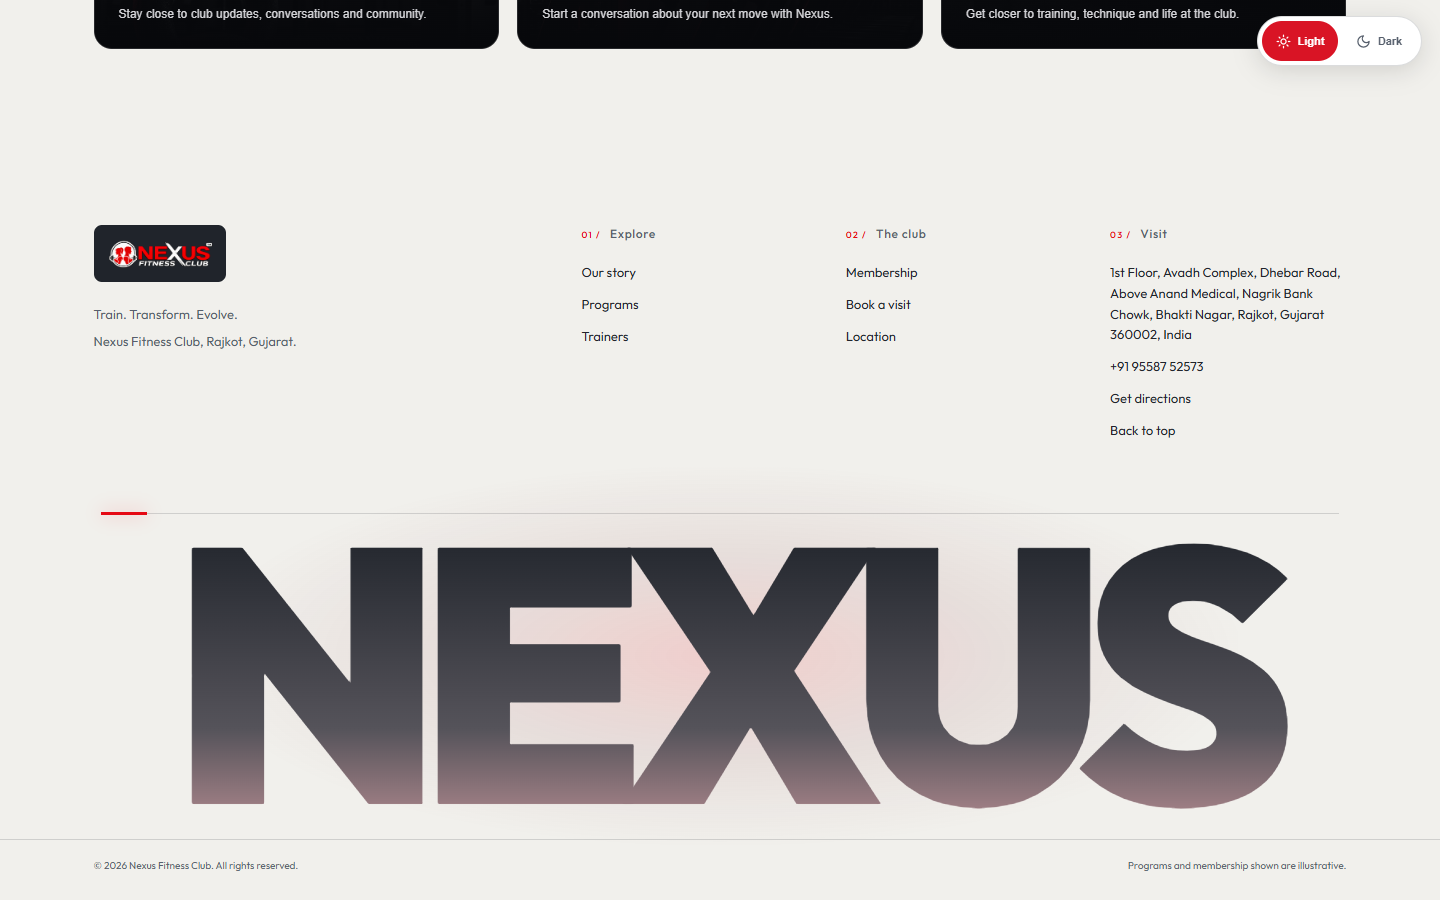 Stay close to club updates, conversations and community.
Start a conversation about your next move with Nexus.
Get closer to training, technique and life at the club.
Light
Dark
NEXUS
FITNESS CLUB
Train. Transform. Evolve.
Nexus Fitness Club, Rajkot, Gujarat.
01 / Explore
Our story
Programs
Trainers
02 / The club
Membership
Book a visit
Location
03 / Visit
1st Floor, Avadh Complex, Dhebar Road,
Above Anand Medical, Nagrik Bank
Chowk, Bhakti Nagar, Rajkot, Gujarat
360002, India
+91 95587 52573
Get directions
Back to top
NEXUS
© 2026 Nexus Fitness Club. All rights reserved.
Programs and membership shown are illustrative.